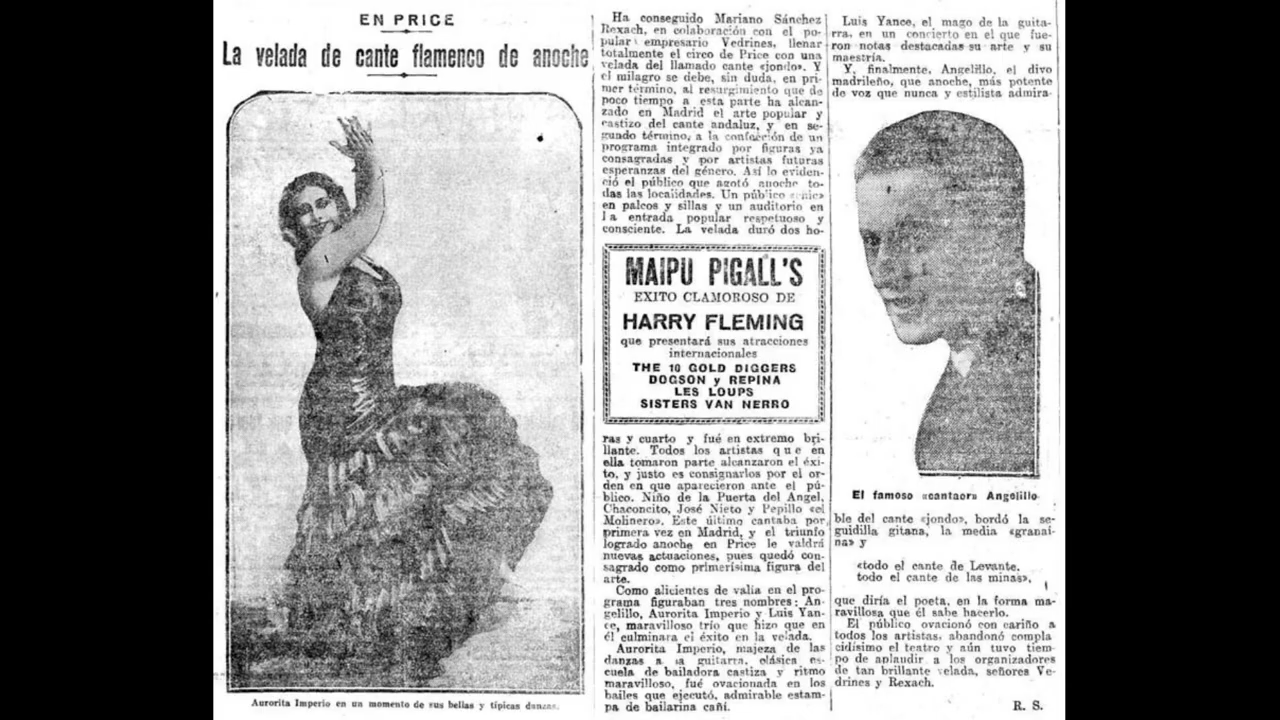 EN PRICE
La velada de cante flamenco de anoche
Aurorita Imperio en un momento de sus bellas y típicas danzas.
Ha conseguido Mariano Sánchez
Rexach, en colaboración con el po-
pular empresario Vedrines, llenar
totalmente el circo de Price con una
velada del llamado cante «jondo». Y
el milagro se debe, sin duda, en pri-
mer término, al resurgimiento que de
poco tiempo a esta parte ha alcan-
zado en Madrid el arte popular y
castizo del cante andaluz, y en se-
gundo término, a la confección de un
programa integrado por figuras ya
consagradas y por artistas futuras
esperanzas del género. Así lo eviden-
ció el público que agotó anoche to-
das las localidades. Un público «bien»
en palcos y sillas y un auditorio en
la entrada popular respetuoso y
consciente. La velada duró dos ho-
MAIPU PIGALL'S
EXITO CLAMOROSO DE
HARRY FLEMING
que presentará sus atracciones
internacionales
THE 10 GOLD DIGGERS
DOGSON y REPINA
LES LOUPS
SISTERS VAN NERRO
ras y cuarto y fué en extremo bri-
llante. Todos los artistas que en
ella tomaron parte alcanzaron el éxi-
to, y justo es consignarlos por el or-
den en que aparecieron ante el pú-
blico. Niño de la Puerta del Angel,
Chaconcito, José Nieto y Pepillo «el
Molinero». Este último cantaba por
primera vez en Madrid, y el triunfo
logrado anoche en Price le valdrá
nuevas actuaciones, pues quedó con-
sagrado como primerísima figura del
arte.
Como alicientes de valía en el pro-
grama figuraban tres nombres: An-
gelillo, Aurorita Imperio y Luis Yan-
ce, maravilloso trío que hizo que en
él culminara el éxito en la velada.
Aurorita Imperio, majeza de las
danzas a la guitarra, clásica es-
cuela de bailadora castiza y ritmo
maravilloso, fué ovacionada en los
bailes que ejecutó, admirable estam-
pa de bailarina cañí.
Luis Yance, el mago de la guita-
rra, en un concierto en el que fue-
ron notas destacadas su arte y su
maestría.
Y, finalmente, Angelillo, el divo
madrileño, que anoche, más potente
de voz que nunca y estilista admira-
El famoso «cantaor» Angelillo
ble del cante «jondo», bordó la se-
guidilla gitana, la media «granaí-
na» y
«todo el cante de Levante,
todo el cante de las minas»,
que diría el poeta, en la forma ma-
ravillosa que él sabe hacerlo.
El público ovacionó con cariño a
todos los artistas, abandonó compla
cidísimo el teatro y aún tuvo tiem-
po de aplaudir a los organizadores
de tan brillante velada, señores Ve-
drines y Rexach.
R. S.